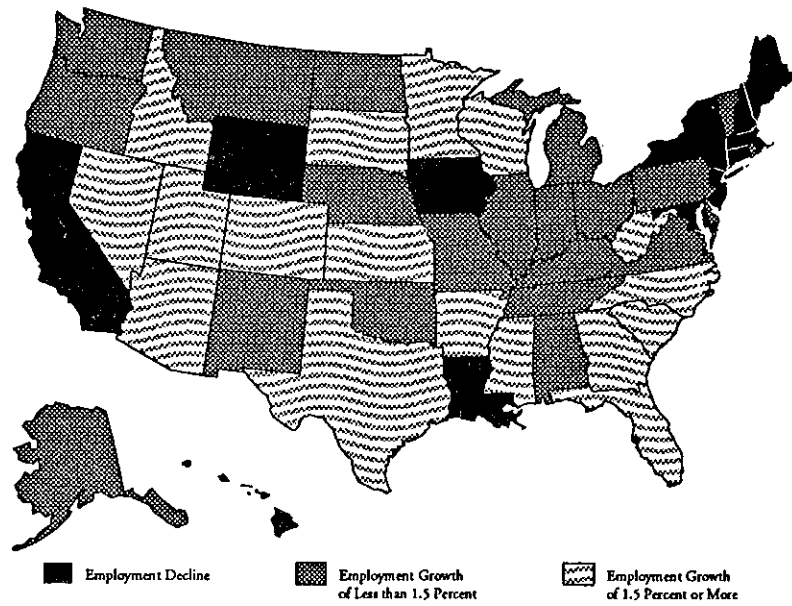 Employment Decline
Employment Growth
of Less than 1.5 Percent
Employment Growth
of 1.5 Percent or More